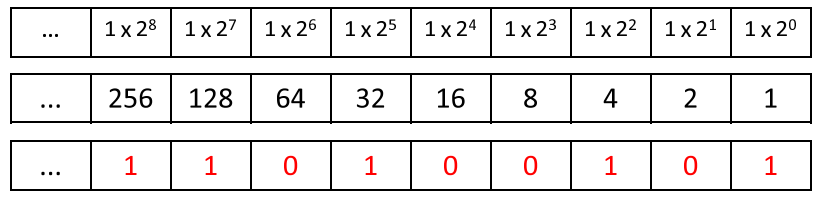 ... 1 x 2⁸ 1 x 2⁷ 1 x 2⁶ 1 x 2⁵ 1 x 2⁴ 1 x 2³ 1 x 2² 1 x 2¹ 1 x 2⁰
... 256 128 64 32 16 8 4 2 1
... 1 1 0 1 0 0 1 0 1